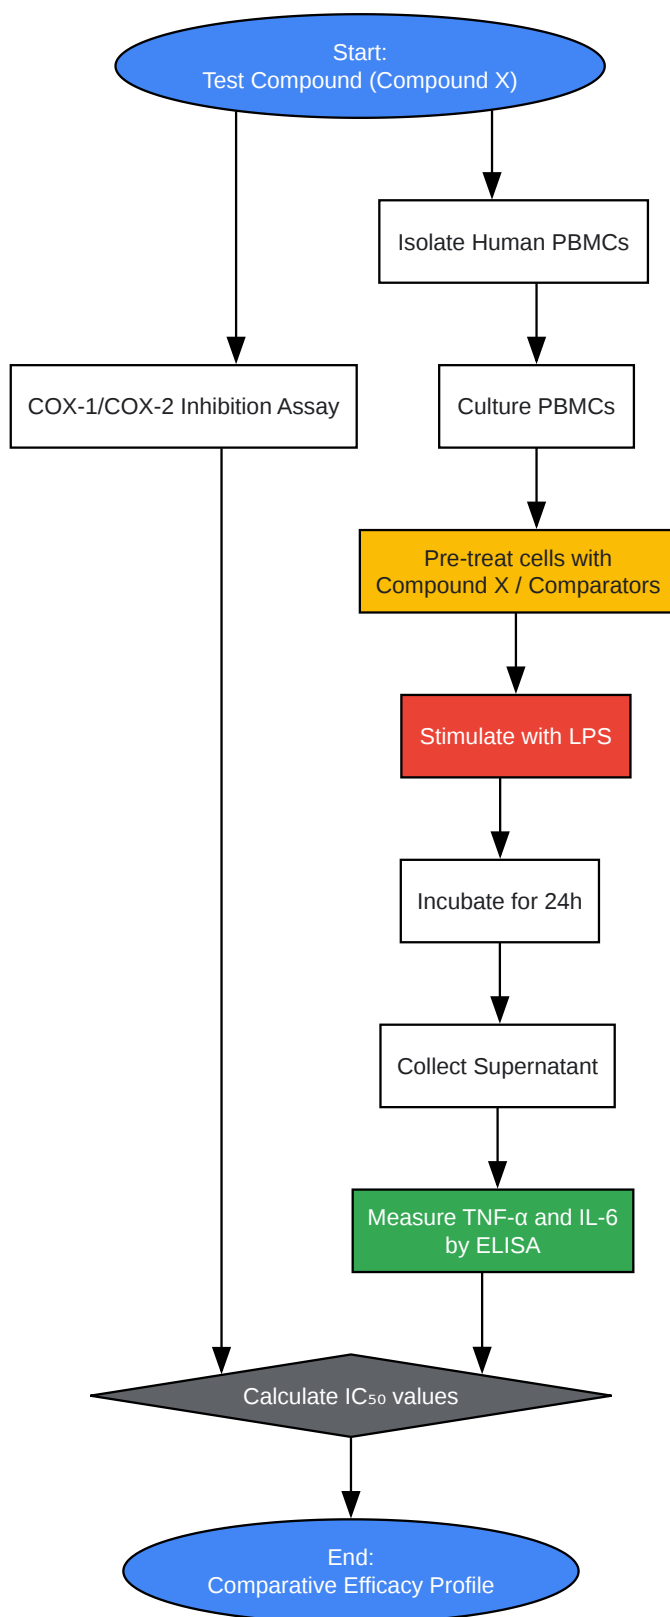 Start:
Test Compound (Compound X)
Isolate Human PBMCs
COX-1/COX-2 Inhibition Assay
Culture PBMCs
Pre-treat cells with
Compound X / Comparators
Stimulate with LPS
Incubate for 24h
Collect Supernatant
Measure TNF-α and IL-6
by ELISA
Calculate IC₅₀ values
End:
Comparative Efficacy Profile